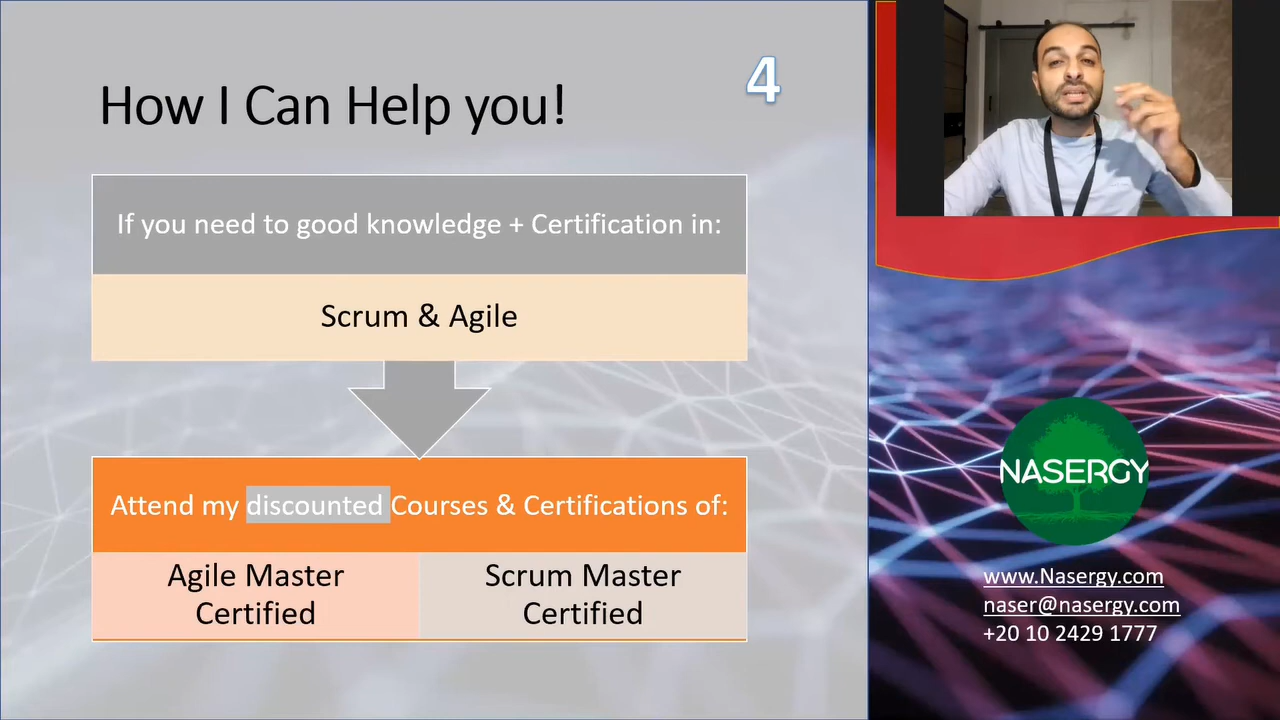 How I Can Help you!
4
If you need to good knowledge + Certification in:
Scrum & Agile
Attend my discounted Courses & Certifications of:
Agile Master
Certified
Scrum Master
Certified
NASERGY
www.Nasergy.com
naser@nasergy.com
+20 10 2429 1777